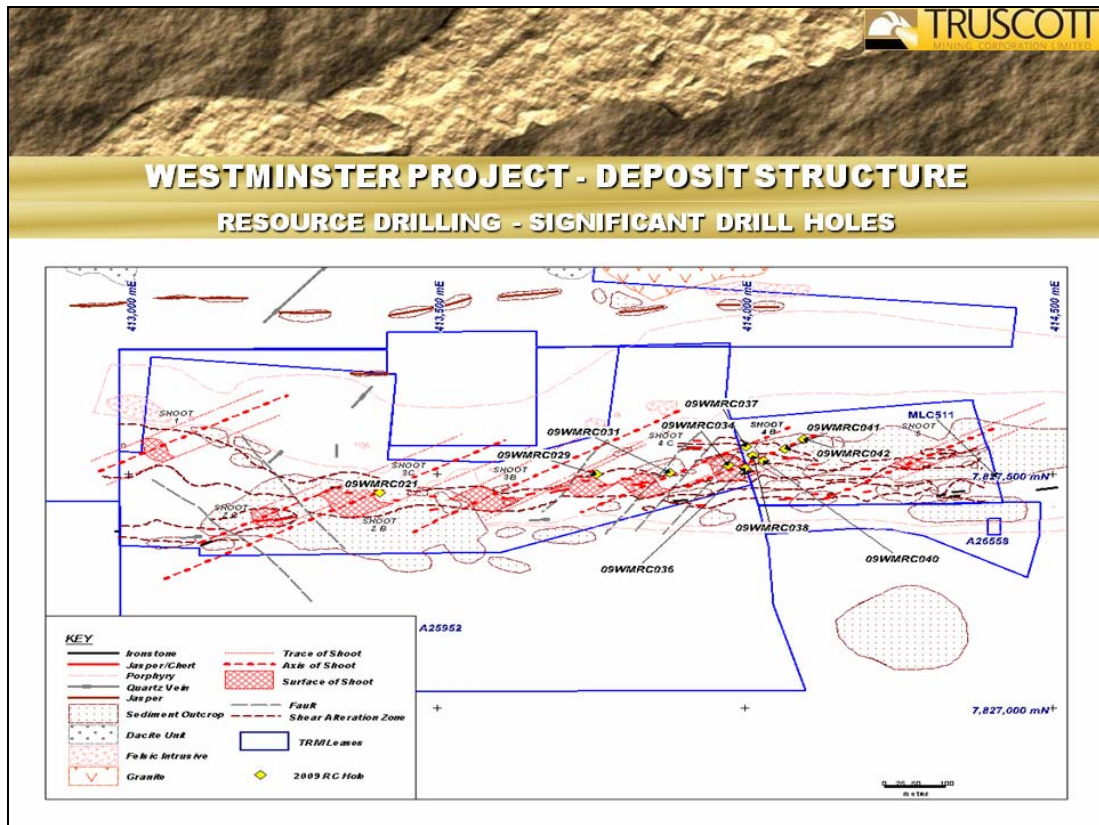 TRUSCOTT
MINING CORPORATION LIMITED
WESTMINSTER PROJECT - DEPOSIT STRUCTURE
RESOURCE DRILLING - SIGNIFICANT DRILL HOLES
413,000 mE
413,500 mE
414,000 mE
414,500 mE
SHOOT
1
09WMRC037
09WMRC031
09WMRC034
SHOOT
4 B
09WMRC041
MLC511
SHOOT
5
09WMRC029
SHOOT
4 C
09WMRC042
SHOOT
3C
SHOOT
3B
7,827,500 mN
09WMRC021
SHOOT
2 B
09WMRC038
09WMRC036
09WMRC040
A26558
A25952
7,827,000 mN
KEY
Ironstone
Jasper/Chert
Porphyry
Quartz Vein
Jasper
Sediment Outcrop
Dacite Unit
Felsic Intrusive
Granite
Trace of Shoot
Axis of Shoot
Surface of Shoot
Fault
Shear Alteration Zone
TRM Leases
2009 RC Hole
0 25 50 100
metres